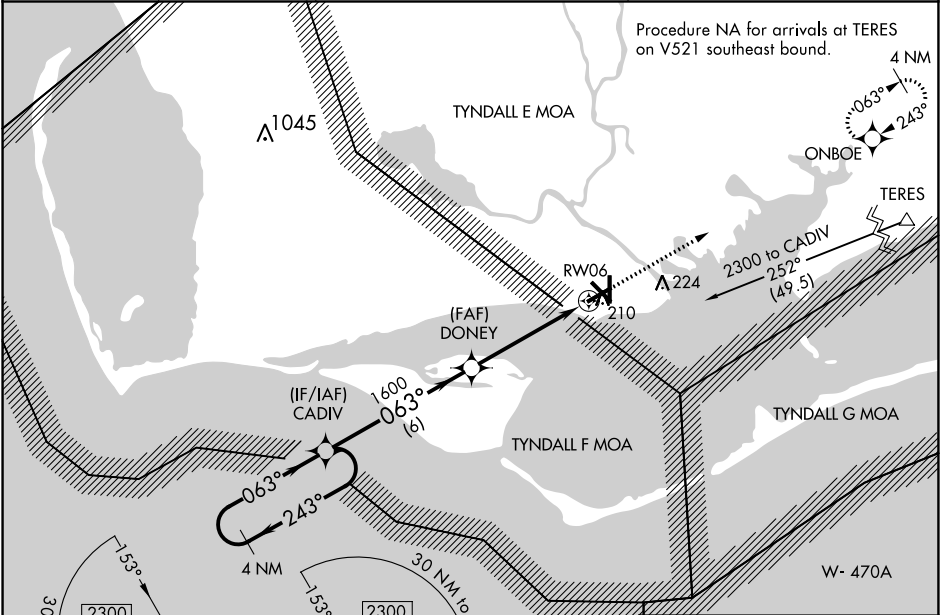 Procedure NA for arrivals at TERES
on V521 southeast bound.
4 NM
063°
243°
ONBOE
1045
TYNDALL E MOA
TERES
2300 to CADIV
252°
(49.5)
RW06
224
210
(FAF)
DONEY
(IF/IAF)
CADIV
1600
063°
(6)
TYNDALL G MOA
TYNDALL F MOA
063°
243°
4 NM
W- 470A
153°
30
2300
153°
30 NM to
2300